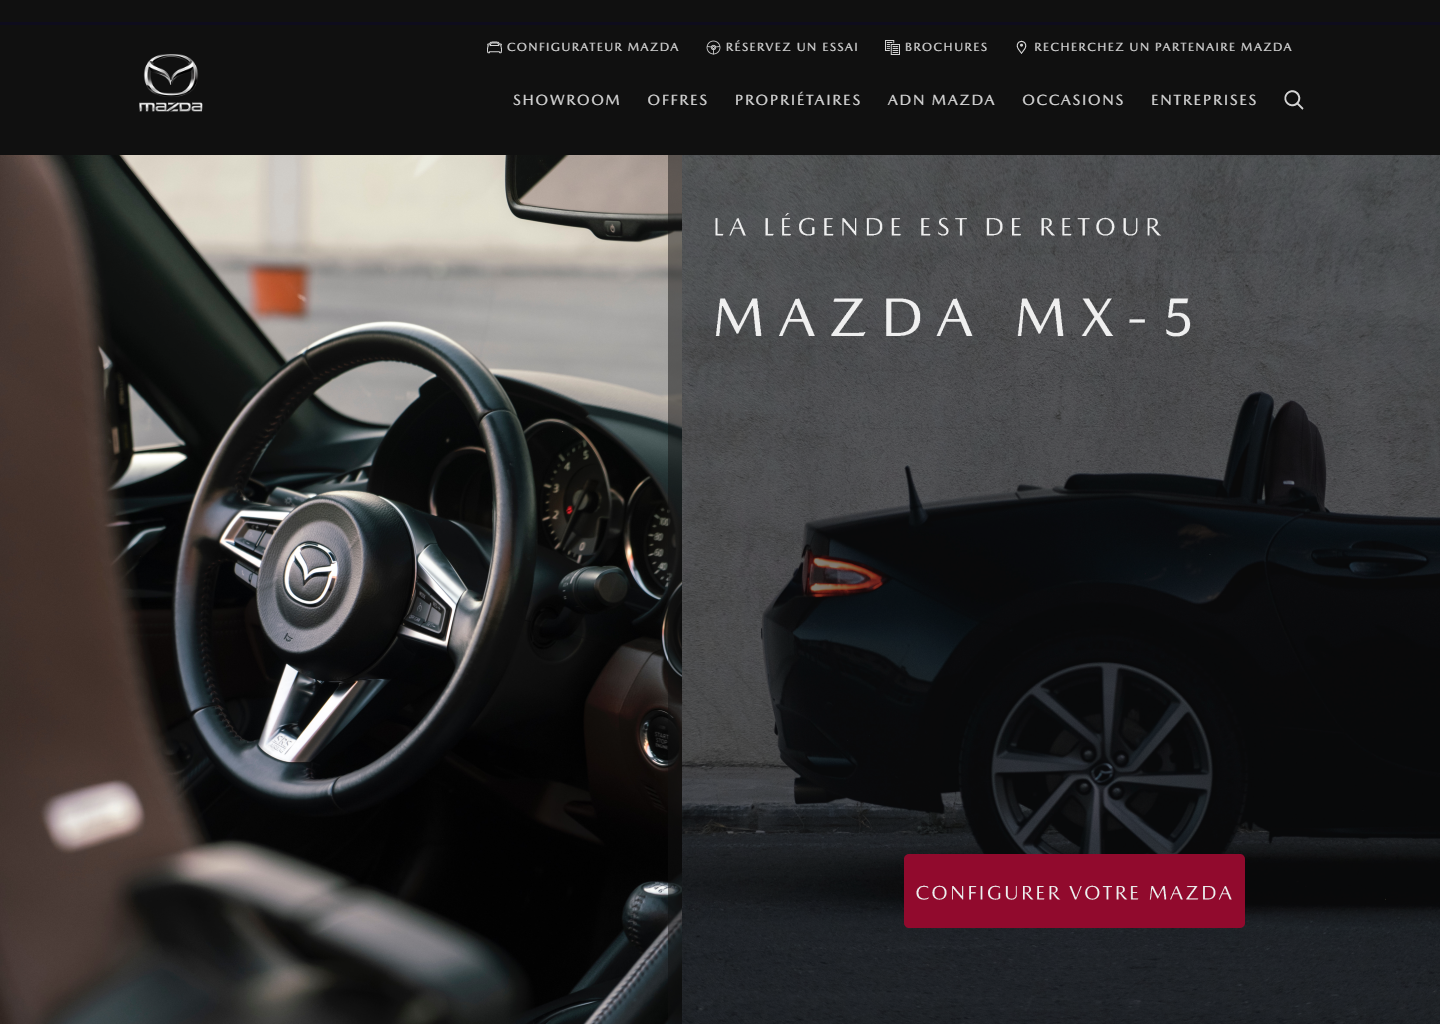 CONFIGURATEUR MAZDA
RÉSERVEZ UN ESSAI
BROCHURES
RECHERCHEZ UN PARTENAIRE MAZDA
mazda
SHOWROOM
OFFRES
PROPRIÉTAIRES
ADN MAZDA
OCCASIONS
ENTREPRISES
LA LÉGENDE EST DE RETOUR
MAZDA MX-5
CONFIGURER VOTRE MAZDA